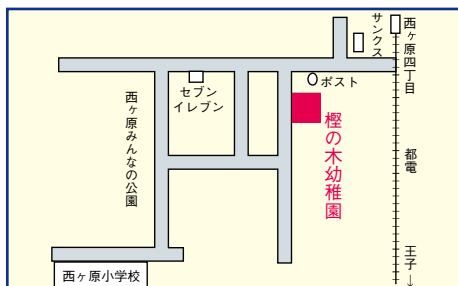 サンクス
西ヶ原四丁目
ポスト
セブン
イレブン
西ヶ原みんなの公園
樫の木幼稚園
都電
王子→
西ヶ原小学校